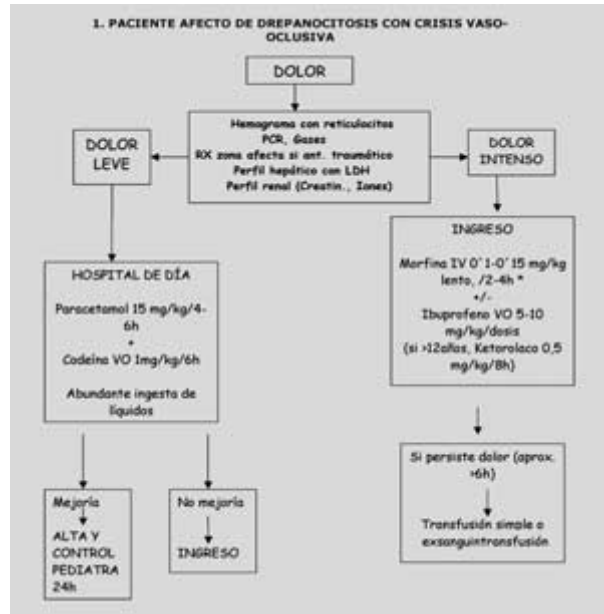 1. PACIENTE AFECTO DE DREPANOCITOSIS CON CRISIS VASO-
OCLUSIVA
DOLOR
Hemograma con reticulocitos
PCR, Gases
RX zona afecta si ant. traumático
Perfil hepático con LDH
Perfil renal (Creatin., Iones)
DOLOR
LEVE
DOLOR
INTENSO
HOSPITAL DE DÍA
Paracetamol 15 mg/kg/4-
6h
+
Codeína VO 1mg/kg/6h
Abundante ingesta de
líquidos
INGRESO
Morfina IV 0´1-0´15 mg/kg
lento, /2-4h *
+/-
Ibuprofeno VO 5-10
mg/kg/dosis
(si >12años, Ketorolaco 0,5
mg/kg/8h)
Mejoría
ALTA Y
CONTROL
PEDIATRA
24h
No mejoría
INGRESO
Si persiste dolor (aprox.
>6h)
Transfusión simple o
exsanguintransfusión